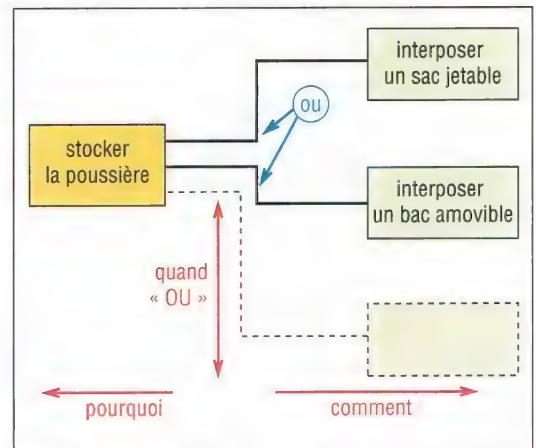 interposer
un sac jetable
ou
stocker
la poussière
interposer
un bac amovible
quand
« OU »
pourquoi
comment